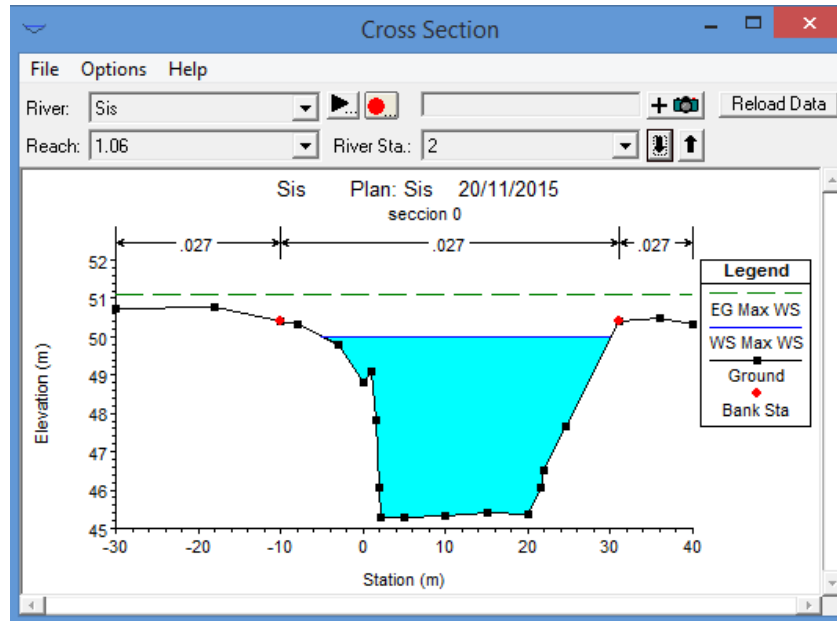 Cross Section
File Options Help
River: Sis Reload Data
Reach: 1.06 River Sta.: 2
Sis Plan: Sis 20/11/2015
seccion 0
.027 .027 .027
52
51
50
49
48
47
46
45
Elevation (m)
-30 -20 -10 0 10 20 30 40
Station (m)
Legend
EG Max WS
WS Max WS
Ground
Bank Sta